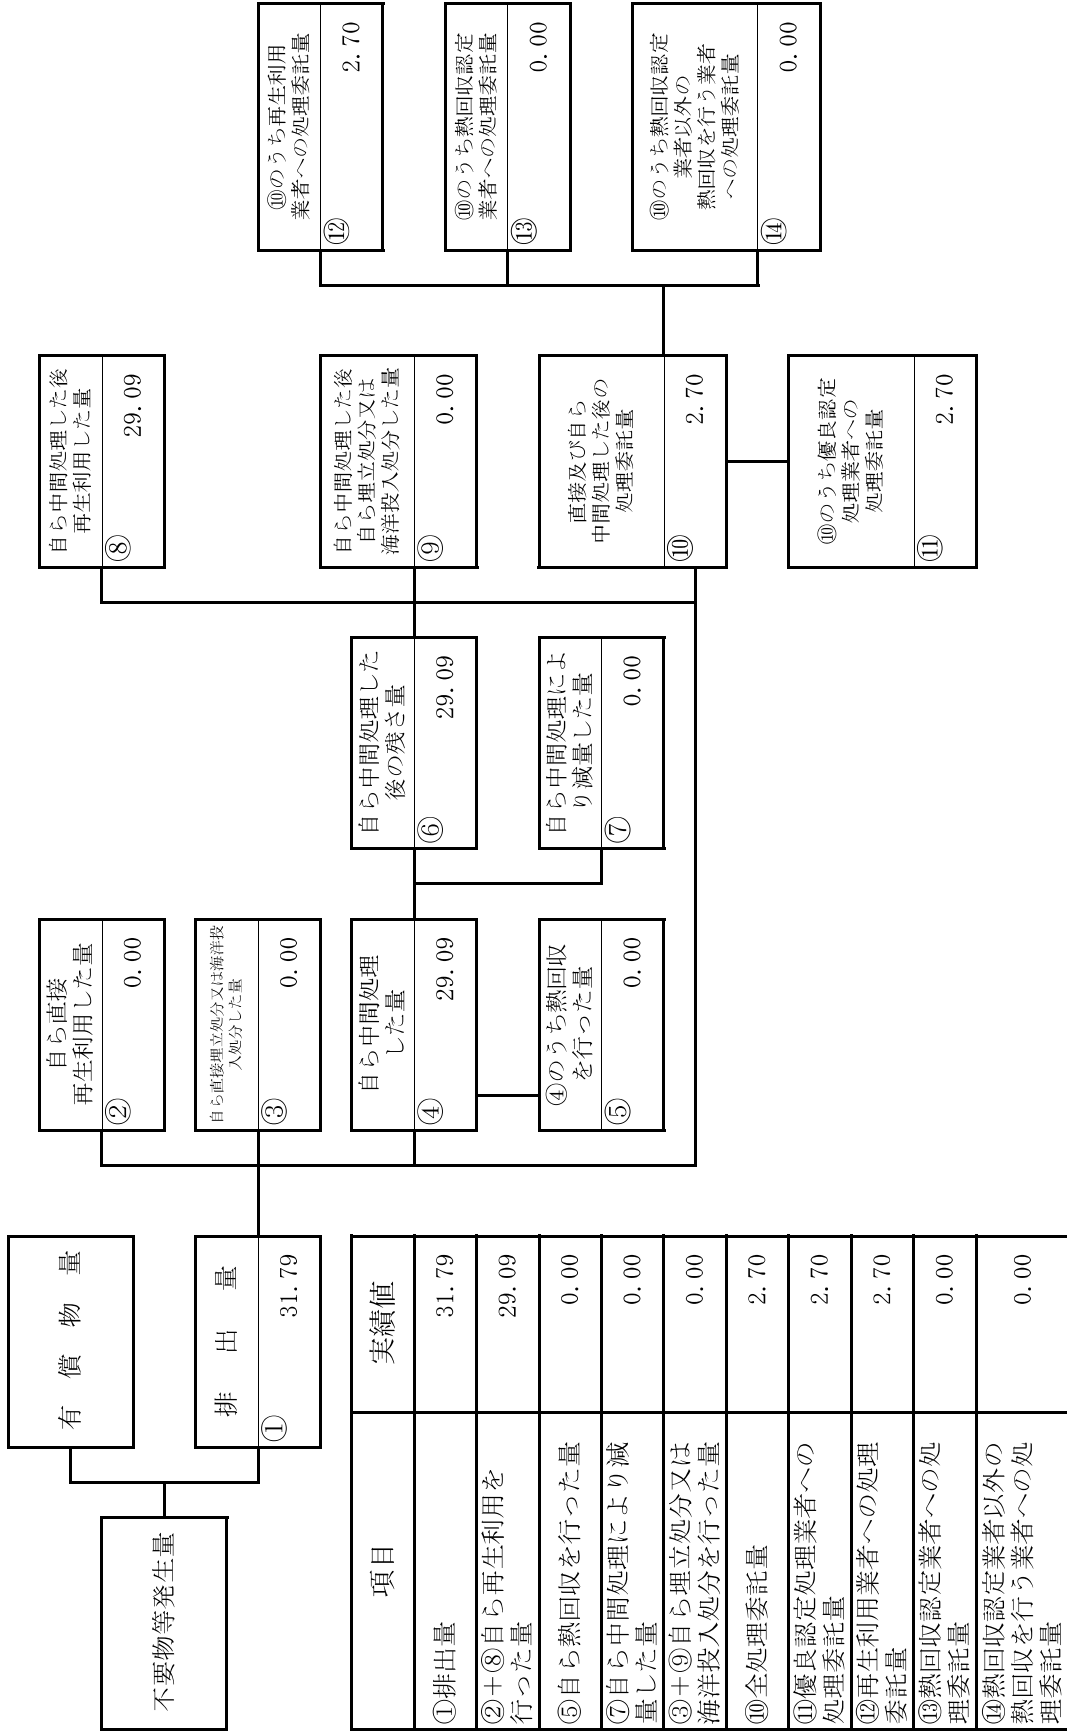 不要物等発生量
有償物量
排出量
①
31.79
自ら直接
再生利用した量
②
0.00
自ら直接埋立処分又は海洋投
入処分した量
③
0.00
自ら中間処理
した量
④
29.09
④のうち熱回収
を行った量
⑤
0.00
自ら中間処理した
後の残さ量
⑥
29.09
自ら中間処理によ
り減量した量
⑦
0.00
自ら中間処理した後
再生利用した量
⑧
29.09
自ら中間処理した後
自ら埋立処分又は
海洋投入処分した量
⑨
0.00
直接及び自ら
中間処理した後の
処理委託量
⑩
2.70
⑩のうち優良認定
処理業者への
処理委託量
⑪
2.70
⑩のうち再生利用
業者への処理委託量
⑫
2.70
⑩のうち熱回収認定
業者への処理委託量
⑬
0.00
⑩のうち熱回収認定
業者以外の
熱回収を行う業者
への処理委託量
⑭
0.00
項目
実績値
①排出量
31.79
②+⑧自ら再生利用を
行った量
29.09
⑤自ら熱回収を行った量
0.00
⑦自ら中間処理により減
量した量
0.00
③+⑨自ら埋立処分又は
海洋投入処分を行った量
0.00
⑩全処理委託量
2.70
⑪優良認定処理業者への
処理委託量
2.70
⑫再生利用業者への処理
委託量
2.70
⑬熱回収認定業者への処
理委託量
0.00
⑭熱回収認定業者以外の
熱回収を行う業者への処
理委託量
0.00